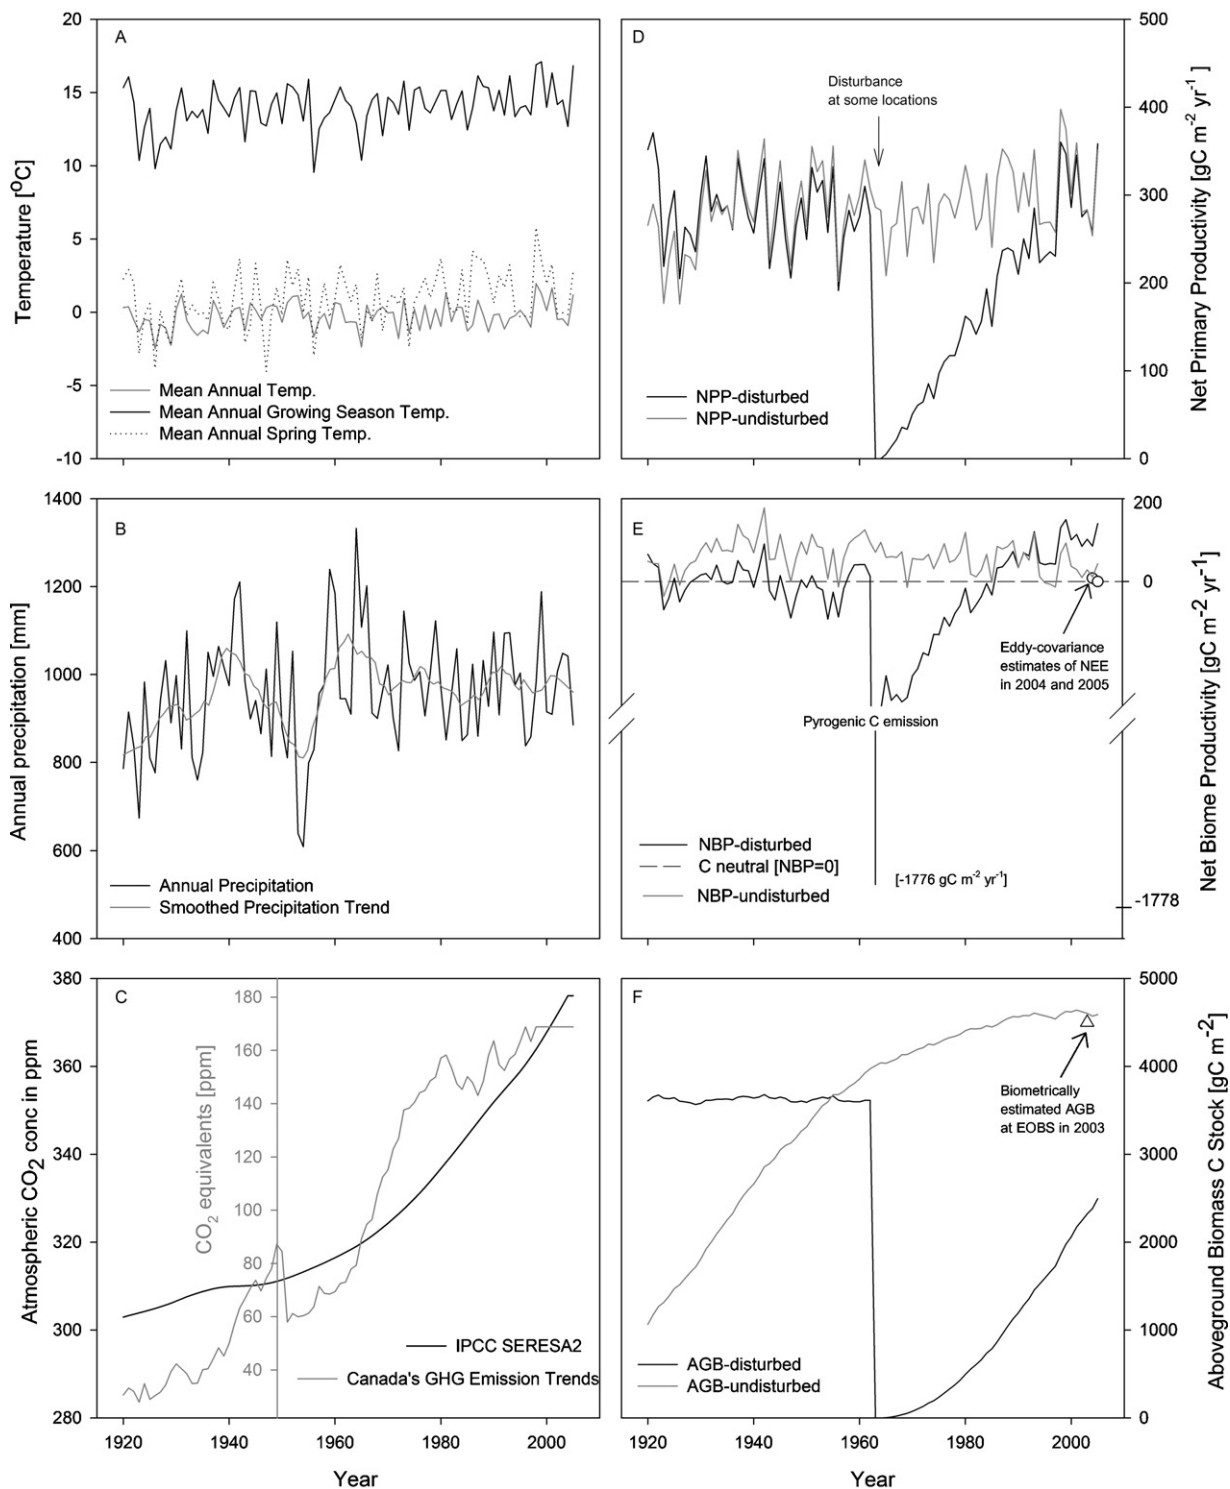 A
Temperature [°C]
20
15
10
5
0
-5
-10
Mean Annual Temp.
Mean Annual Growing Season Temp.
Mean Annual Spring Temp.
D
Disturbance
at some locations
NPP-disturbed
NPP-undisturbed
500
400
300
200
100
0
Net Primary Productivity [gC m⁻² yr⁻¹]
B
Annual precipitation [mm]
1400
1200
1000
800
600
400
Annual Precipitation
Smoothed Precipitation Trend
E
Eddy-covariance
estimates of NEE
in 2004 and 2005
Pyrogenic C emission
NBP-disturbed
C neutral [NBP=0]
NBP-undisturbed
[-1776 gC m⁻² yr⁻¹]
200
0
-1778
Net Biome Productivity [gC m⁻² yr⁻¹]
C
Atmospheric CO₂ conc in ppm
380
360
340
320
300
280
CO₂ equivalents [ppm]
180
160
140
120
100
80
60
40
IPCC SERESA2
Canada's GHG Emission Trends
1920
1940
1960
1980
2000
Year
F
Biometrically
estimated AGB
at EOBS in 2003
AGB-disturbed
AGB-undisturbed
5000
4000
3000
2000
1000
0
Aboveground Biomass C Stock [gC m⁻²]
1920
1940
1960
1980
2000
Year